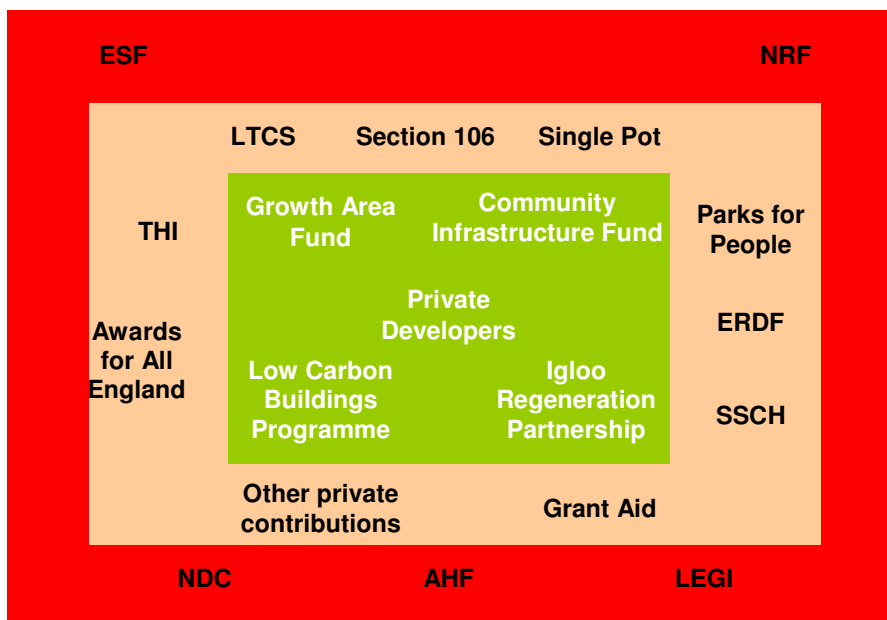 ESF
NRF
LTCS
Section 106
Single Pot
THI
Growth Area
Fund
Community
Infrastructure Fund
Parks for
People
Private
Developers
ERDF
Awards
for All
England
Low Carbon
Buildings
Programme
Igloo
Regeneration
Partnership
SSCH
Other private
contributions
Grant Aid
NDC
AHF
LEGI